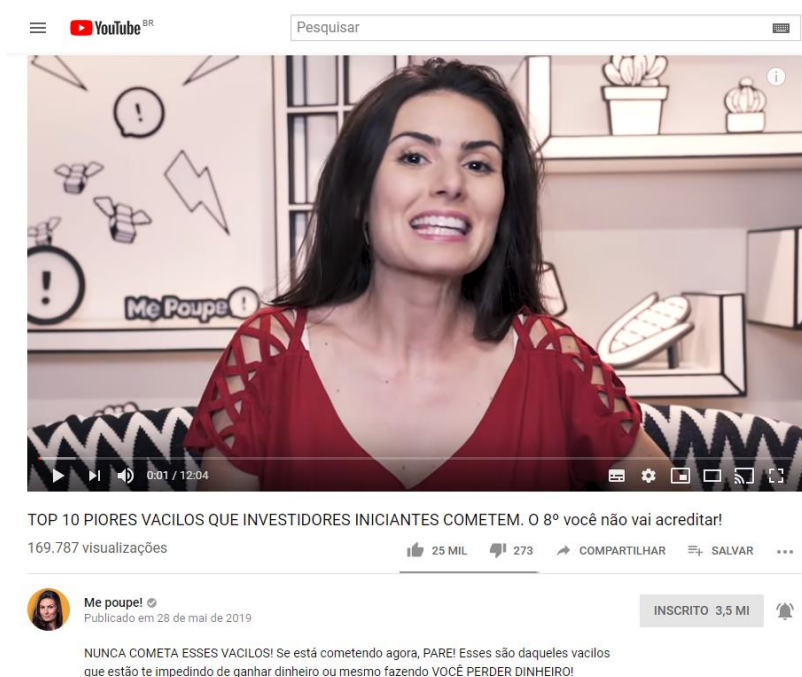 YouTube BR
Pesquisar
Me Poupe!
0:01 / 12:04
TOP 10 PIORES VACILOS QUE INVESTIDORES INICIANTES COMETEM. O 8º você não vai acreditar!
169.787 visualizações
25 MIL 273 COMPARTILHAR SALVAR
Me poupe!
Publicado em 28 de mai de 2019
INSCRITO 3,5 MI
NUNCA COMETA ESSES VACILOS! Se está cometendo agora, PARE! Esses são daqueles vacilos
que estão te impedindo de ganhar dinheiro ou mesmo fazendo VOCÊ PERDER DINHEIRO!